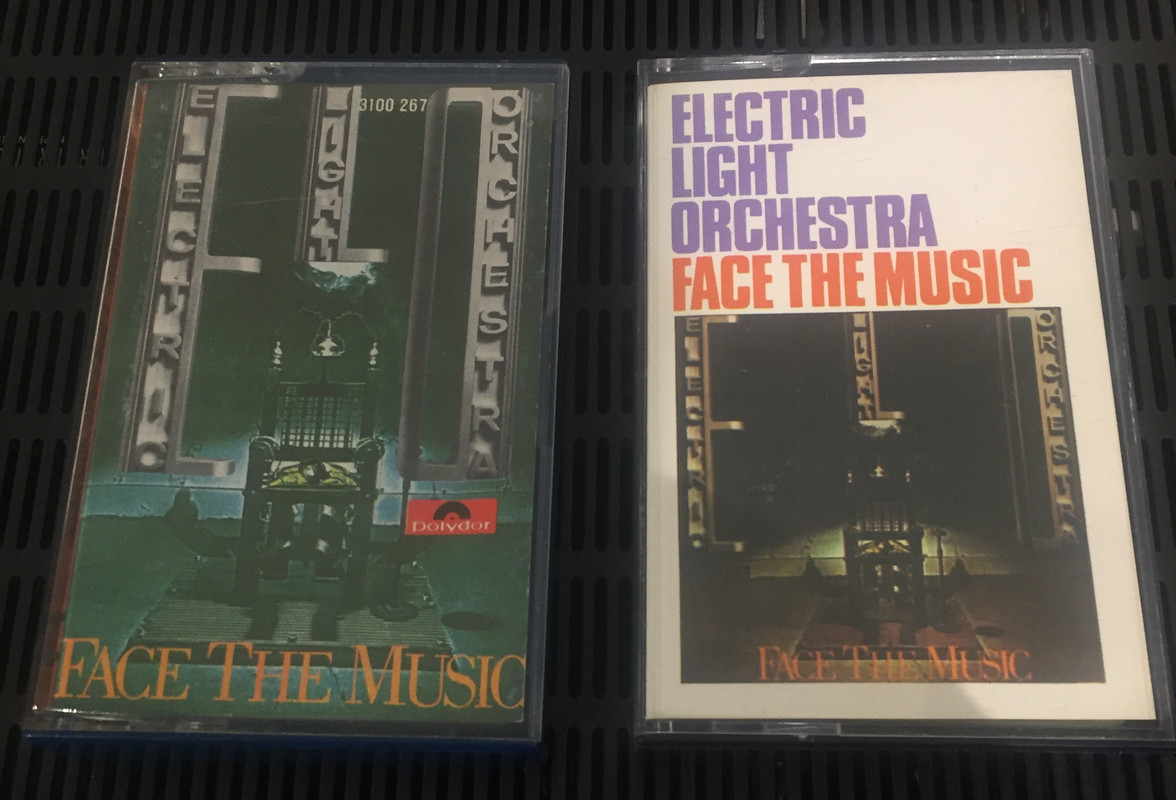 ELECTRIC
LIGHT
ORCHESTRA
3100 267
polydor
FACE THE MUSIC
ELECTRIC
LIGHT
ORCHESTRA
FACE THE MUSIC
ELECTRIC
LIGHT
ORCHESTRA
FACE THE MUSIC